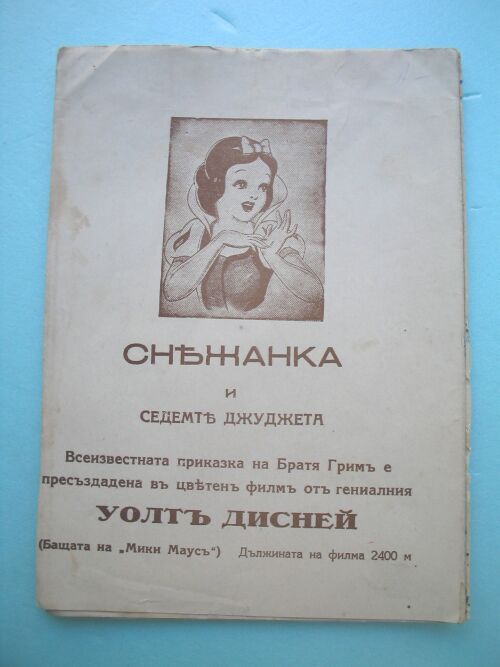 СНѢЖАНКА
и
СЕДЕМТѢ ДЖУДЖЕТА
Всеизвестната приказка на Братя Гримъ е
пресъздадена въ цвѣтенъ филмъ отъ гениалния
УОЛТЪ ДИСНЕЙ
(Бащата на „Мики Маусъ“) Дължината на филма 2400 м